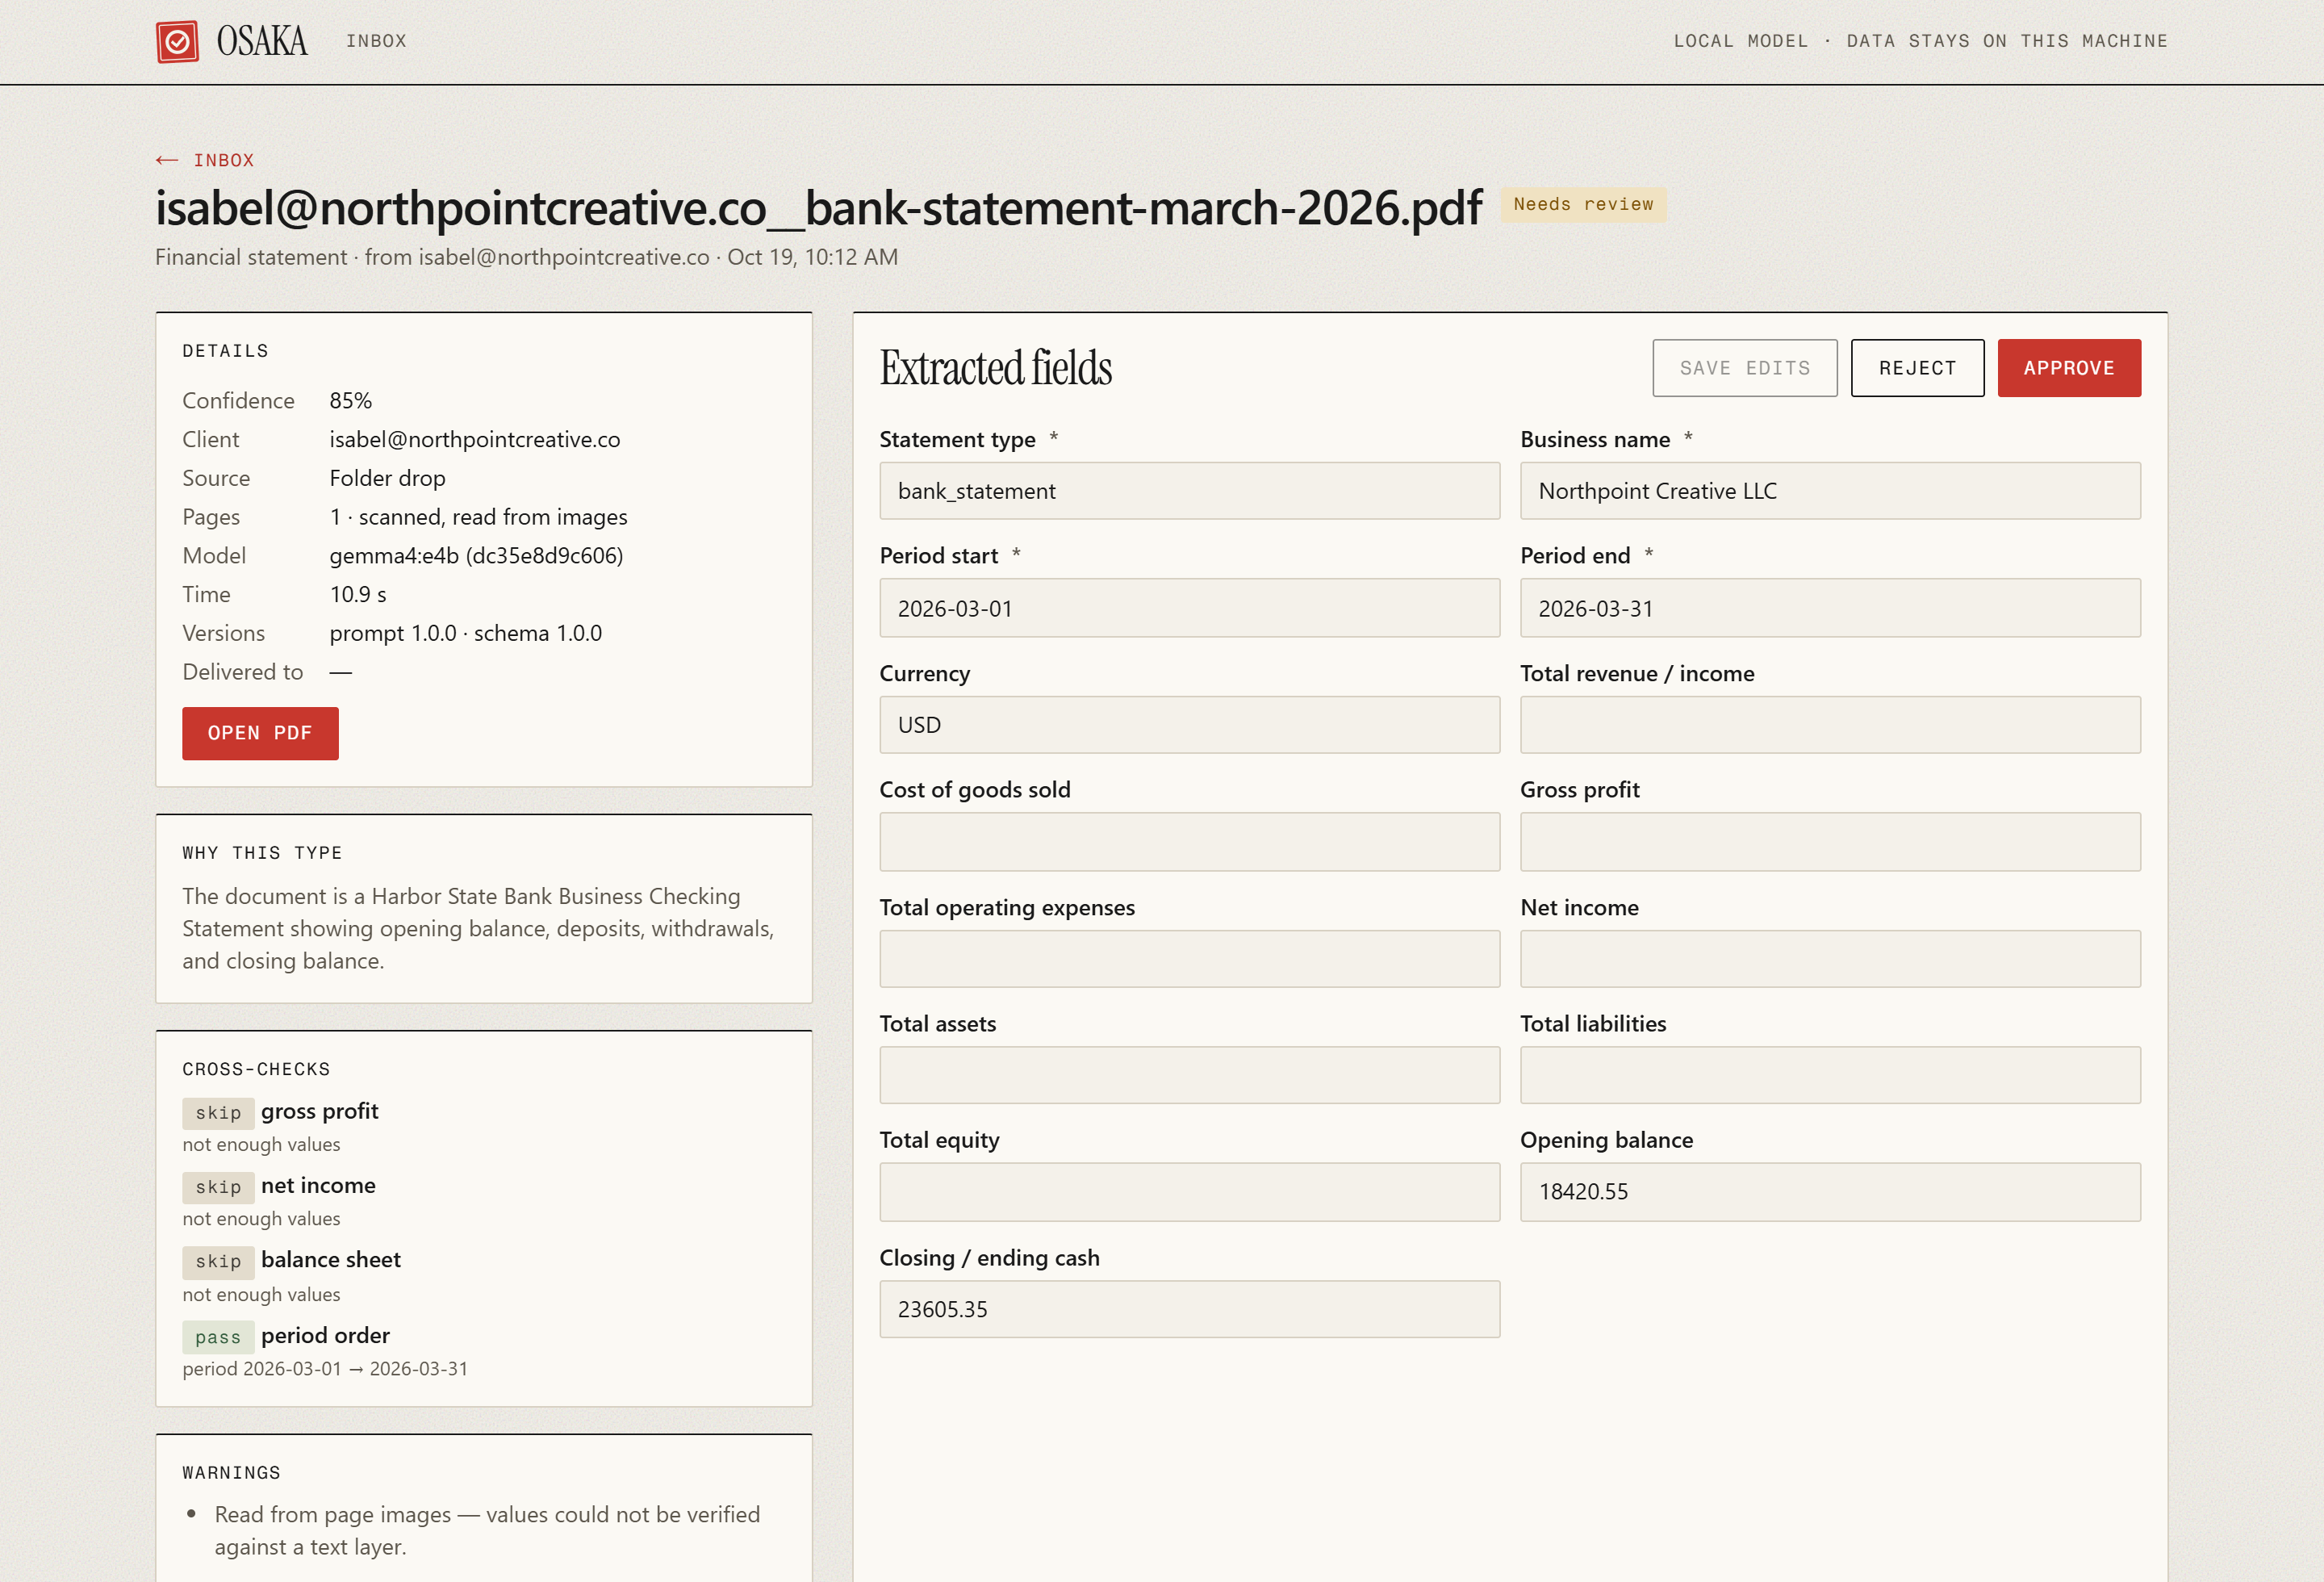 OSAKA
INBOX
LOCAL MODEL · DATA STAYS ON THIS MACHINE
← INBOX
isabel@northpointcreative.co__bank-statement-march-2026.pdf
Needs review
Financial statement · from isabel@northpointcreative.co · Oct 19, 10:12 AM
DETAILS
Confidence 85%
Client isabel@northpointcreative.co
Source Folder drop
Pages 1 · scanned, read from images
Model gemma4:e4b (dc35e8d9c606)
Time 10.9 s
Versions prompt 1.0.0 · schema 1.0.0
Delivered to —
OPEN PDF
WHY THIS TYPE
The document is a Harbor State Bank Business Checking
Statement showing opening balance, deposits, withdrawals,
and closing balance.
CROSS-CHECKS
skip gross profit
not enough values
skip net income
not enough values
skip balance sheet
not enough values
pass period order
period 2026-03-01 → 2026-03-31
WARNINGS
• Read from page images — values could not be verified
against a text layer.
Extracted fields
SAVE EDITS
REJECT
APPROVE
Statement type *
bank_statement
Business name *
Northpoint Creative LLC
Period start *
2026-03-01
Period end *
2026-03-31
Currency
USD
Total revenue / income
Cost of goods sold
Gross profit
Total operating expenses
Net income
Total assets
Total liabilities
Total equity
Opening balance
18420.55
Closing / ending cash
23605.35